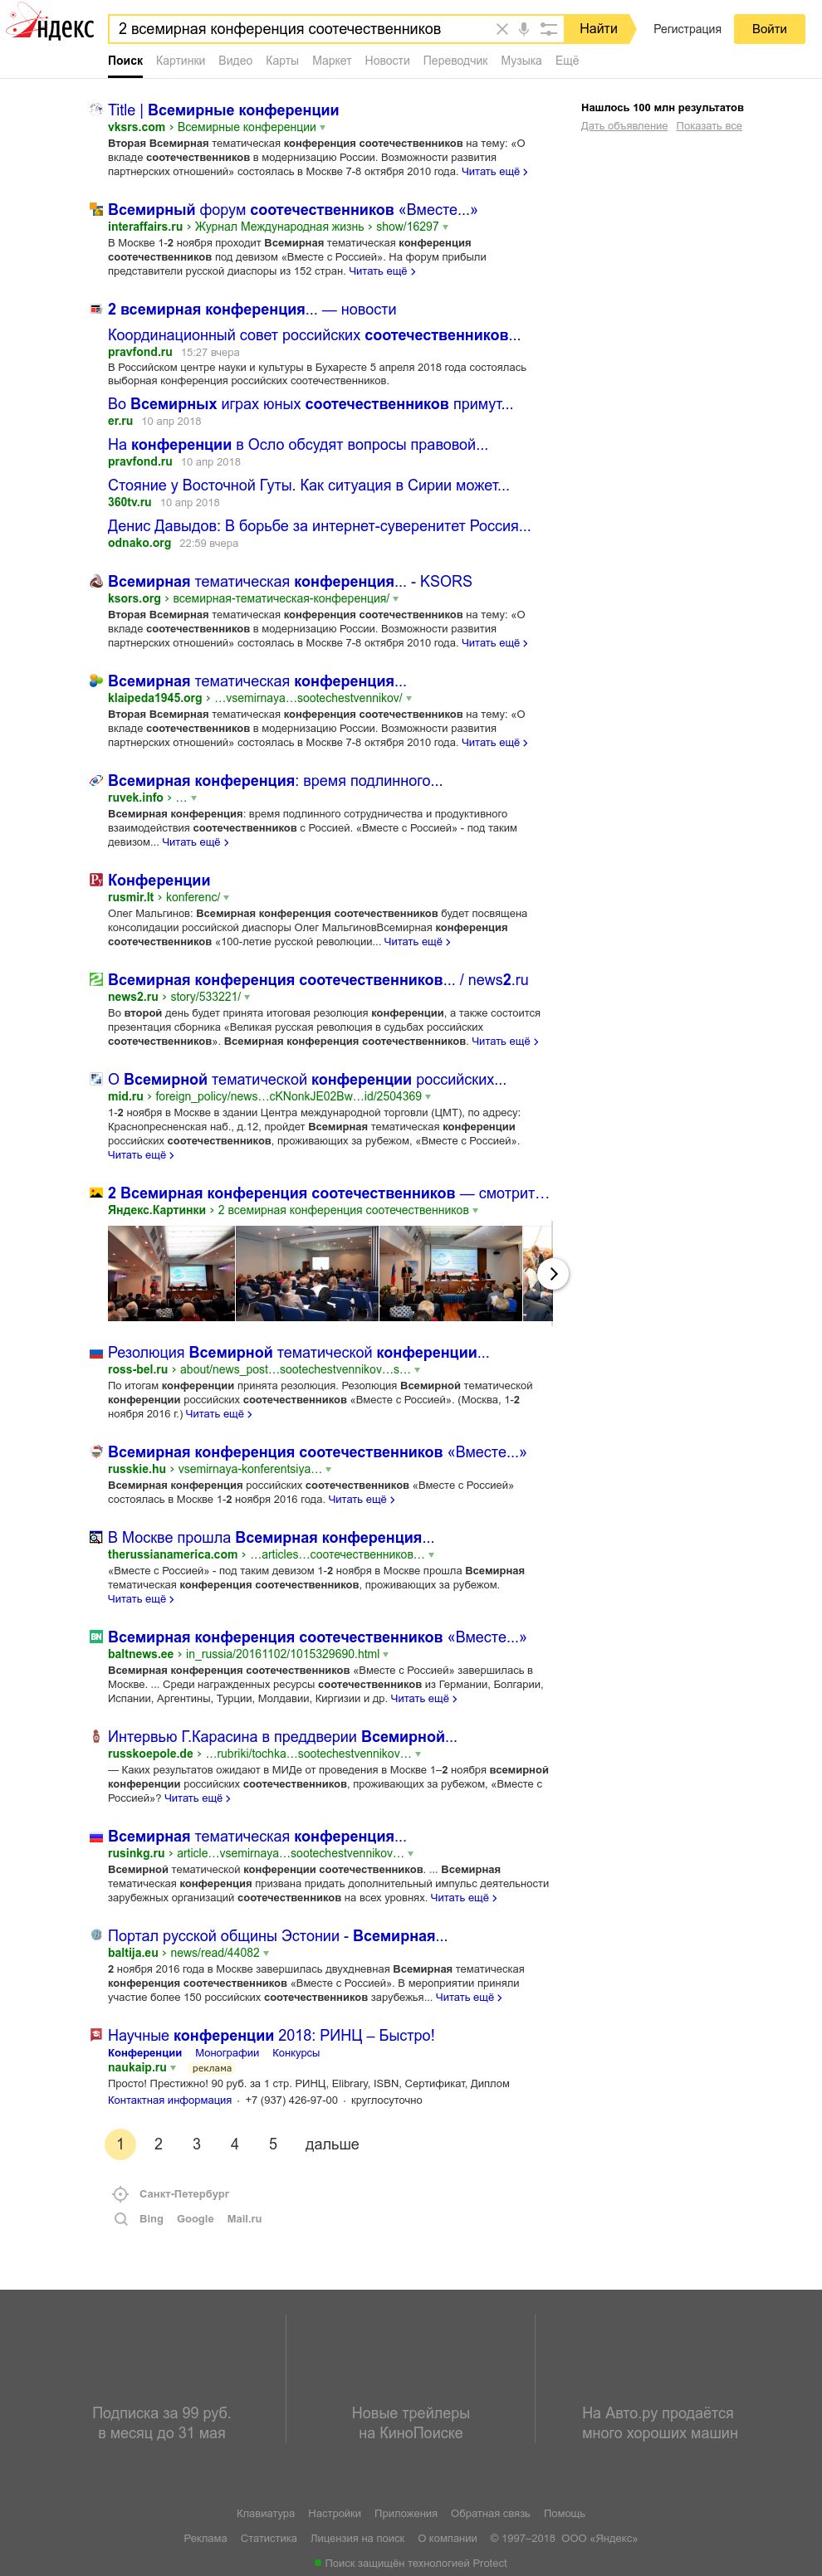 Яндекс
2 всемирная конференция соотечественников
Найти
Регистрация
Войти
Поиск Картинки Видео Карты Маркет Новости Переводчик Музыка Ещё
Нашлось 100 млн результатов
Дать объявление Показать все
Title | Всемирные конференции
vksrs.com › Всемирные конференции
Вторая Всемирная тематическая конференция соотечественников на тему: «О
вкладе соотечественников в модернизацию России. Возможности развития
партнерских отношений» состоялась в Москве 7-8 октября 2010 года. Читать ещё ›
Всемирный форум соотечественников «Вместе...»
interaffairs.ru › Журнал Международная жизнь › show/16297
В Москве 1-2 ноября проходит Всемирная тематическая конференция
соотечественников под девизом «Вместе с Россией». На форум прибыли
представители русской диаспоры из 152 стран. Читать ещё ›
2 всемирная конференция... — новости
Координационный совет российских соотечественников...
pravfond.ru 15:27 вчера
В Российском центре науки и культуры в Бухаресте 5 апреля 2018 года состоялась
выборная конференция российских соотечественников.
Во Всемирных играх юных соотечественников примут...
er.ru 10 апр 2018
На конференции в Осло обсудят вопросы правовой...
pravfond.ru 10 апр 2018
Стояние у Восточной Гуты. Как ситуация в Сирии может...
360tv.ru 10 апр 2018
Денис Давыдов: В борьбе за интернет-суверенитет Россия...
odnako.org 22:59 вчера
Всемирная тематическая конференция... - KSORS
ksors.org › всемирная-тематическая-конференция/
Вторая Всемирная тематическая конференция соотечественников на тему: «О
вкладе соотечественников в модернизацию России. Возможности развития
партнерских отношений» состоялась в Москве 7-8 октября 2010 года. Читать ещё ›
Всемирная тематическая конференция...
klaipeda1945.org › …vsemirnaya…sootechestvennikov/
Вторая Всемирная тематическая конференция соотечественников на тему: «О
вкладе соотечественников в модернизацию России. Возможности развития
партнерских отношений» состоялась в Москве 7-8 октября 2010 года. Читать ещё ›
Всемирная конференция: время подлинного...
ruvek.info › …
Всемирная конференция: время подлинного сотрудничества и продуктивного
взаимодействия соотечественников с Россией. «Вместе с Россией» - под таким
девизом... Читать ещё ›
Конференции
rusmir.lt › konferenc/
Олег Мальгинов: Всемирная конференция соотечественников будет посвящена
консолидации российской диаспоры Олег МальгиновВсемирная конференция
соотечественников «100-летие русской революции... Читать ещё ›
Всемирная конференция соотечественников... / news2.ru
news2.ru › story/533221/
Во второй день будет принята итоговая резолюция конференции, а также состоится
презентация сборника «Великая русская революция в судьбах российских
соотечественников». Всемирная конференция соотечественников. Читать ещё ›
О Всемирной тематической конференции российских...
mid.ru › foreign_policy/news…cKNonkJE02Bw…id/2504369
1-2 ноября в Москве в здании Центра международной торговли (ЦМТ), по адресу:
Краснопресненская наб., д.12, пройдет Всемирная тематическая конференции
российских соотечественников, проживающих за рубежом, «Вместе с Россией».
Читать ещё ›
2 Всемирная конференция соотечественников — смотрит…
Яндекс.Картинки › 2 всемирная конференция соотечественников
Резолюция Всемирной тематической конференции...
ross-bel.ru › about/news_post…sootechestvennikov…s…
По итогам конференции принята резолюция. Резолюция Всемирной тематической
конференции российских соотечественников «Вместе с Россией». (Москва, 1-2
ноября 2016 г.) Читать ещё ›
Всемирная конференция соотечественников «Вместе...»
russkie.hu › vsemirnaya-konferentsiya…
Всемирная конференция российских соотечественников «Вместе с Россией»
состоялась в Москве 1-2 ноября 2016 года. Читать ещё ›
В Москве прошла Всемирная конференция...
therussianamerica.com › …articles…соотечественников…
«Вместе с Россией» - под таким девизом 1-2 ноября в Москве прошла Всемирная
тематическая конференция соотечественников, проживающих за рубежом.
Читать ещё ›
Всемирная конференция соотечественников «Вместе...»
baltnews.ee › in_russia/20161102/1015329690.html
Всемирная конференция соотечественников «Вместе с Россией» завершилась в
Москве. ... Среди награжденных ресурсы соотечественников из Германии, Болгарии,
Испании, Аргентины, Турции, Молдавии, Киргизии и др. Читать ещё ›
Интервью Г.Карасина в преддверии Всемирной...
russkoepole.de › …rubriki/tochka…sootechestvennikov…
— Каких результатов ожидают в МИДе от проведения в Москве 1–2 ноября всемирной
конференции российских соотечественников, проживающих за рубежом, «Вместе с
Россией»? Читать ещё ›
Всемирная тематическая конференция...
rusinkg.ru › article…vsemirnaya…sootechestvennikov…
Всемирной тематической конференции соотечественников. ... Всемирная
тематическая конференция призвана придать дополнительный импульс деятельности
зарубежных организаций соотечественников на всех уровнях. Читать ещё ›
Портал русской общины Эстонии - Всемирная...
baltija.eu › news/read/44082
2 ноября 2016 года в Москве завершилась двухдневная Всемирная тематическая
конференция соотечественников «Вместе с Россией». В мероприятии приняли
участие более 150 российских соотечественников зарубежья... Читать ещё ›
Научные конференции 2018: РИНЦ – Быстро!
Конференции Монографии Конкурсы
naukaip.ru реклама
Просто! Престижно! 90 руб. за 1 стр. РИНЦ, Elibrary, ISBN, Сертификат, Диплом
Контактная информация · +7 (937) 426-97-00 · круглосуточно
1 2 3 4 5 дальше
Санкт-Петербург
Bing Google Mail.ru
Подписка за 99 руб.
в месяц до 31 мая
Новые трейлеры
на КиноПоиске
На Авто.ру продаётся
много хороших машин
Клавиатура Настройки Приложения Обратная связь Помощь
Реклама Статистика Лицензия на поиск О компании © 1997–2018 ООО «Яндекс»
Поиск защищён технологией Protect